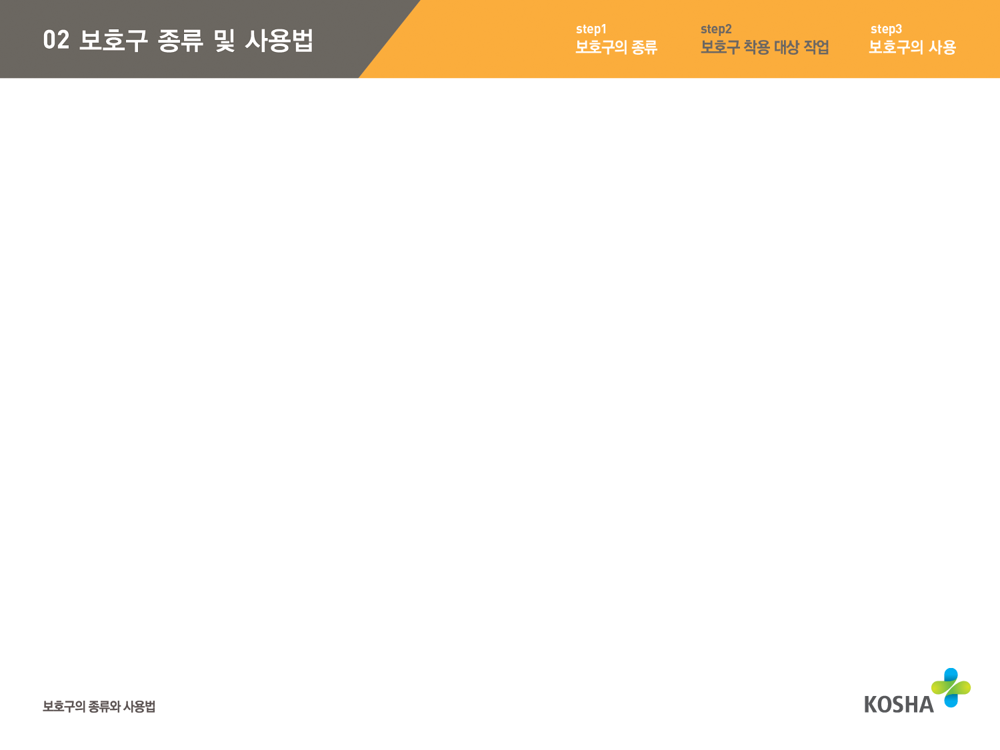 02 보호구 종류 및 사용법
step1
보호구의 종류
step2
보호구 착용 대상 작업
step3
보호구의 사용
보호구의 종류와 사용법
KOSHA